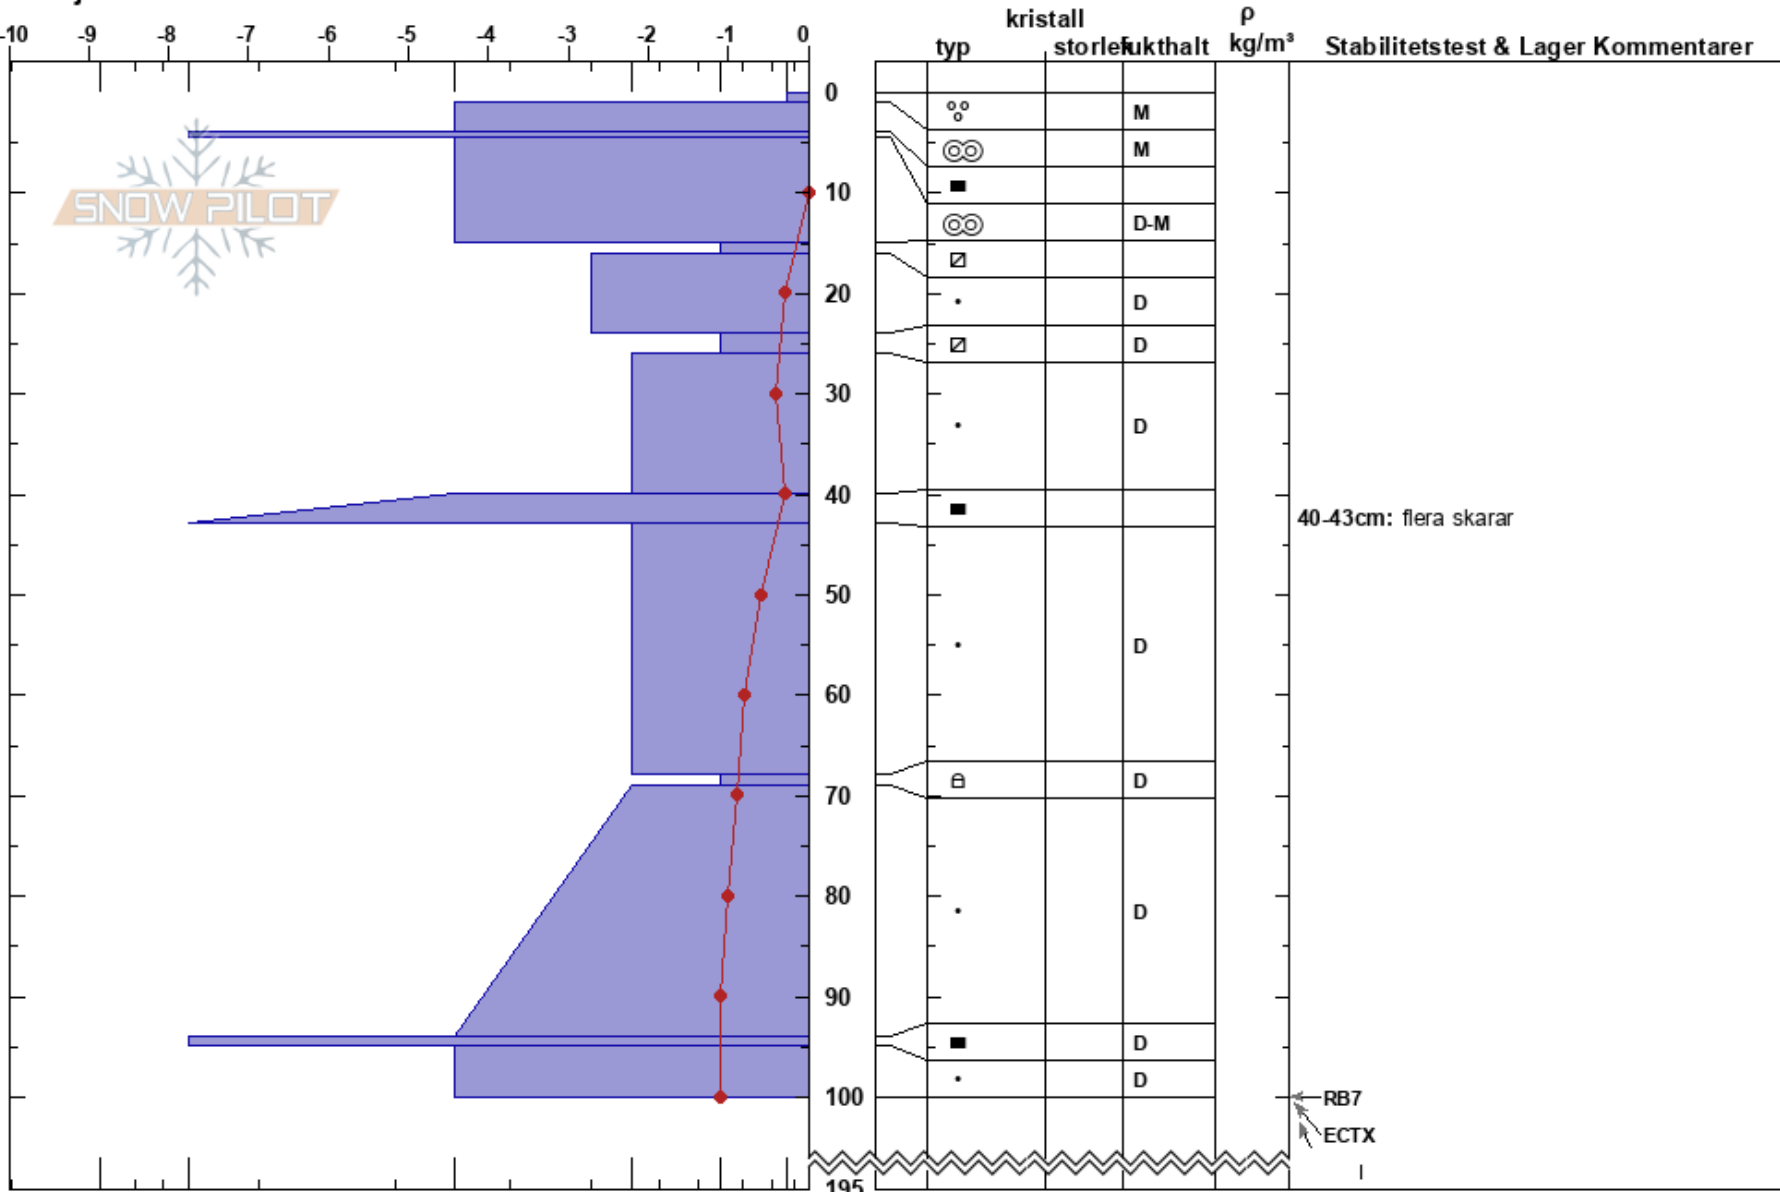 kristall ρ
-10 -9 -8 -7 -6 -5 -4 -3 -2 -1 0 typ storlek fukthalt kg/m³ Stabilitetstest & Lager Kommentarer
0
M
SNOW PILOT
M
10
D-M
20 D
D
30
D
40
40-43cm: flera skarar
50
D
60
D
70
80
D
90
D
D
100 RB7
ECTX
195